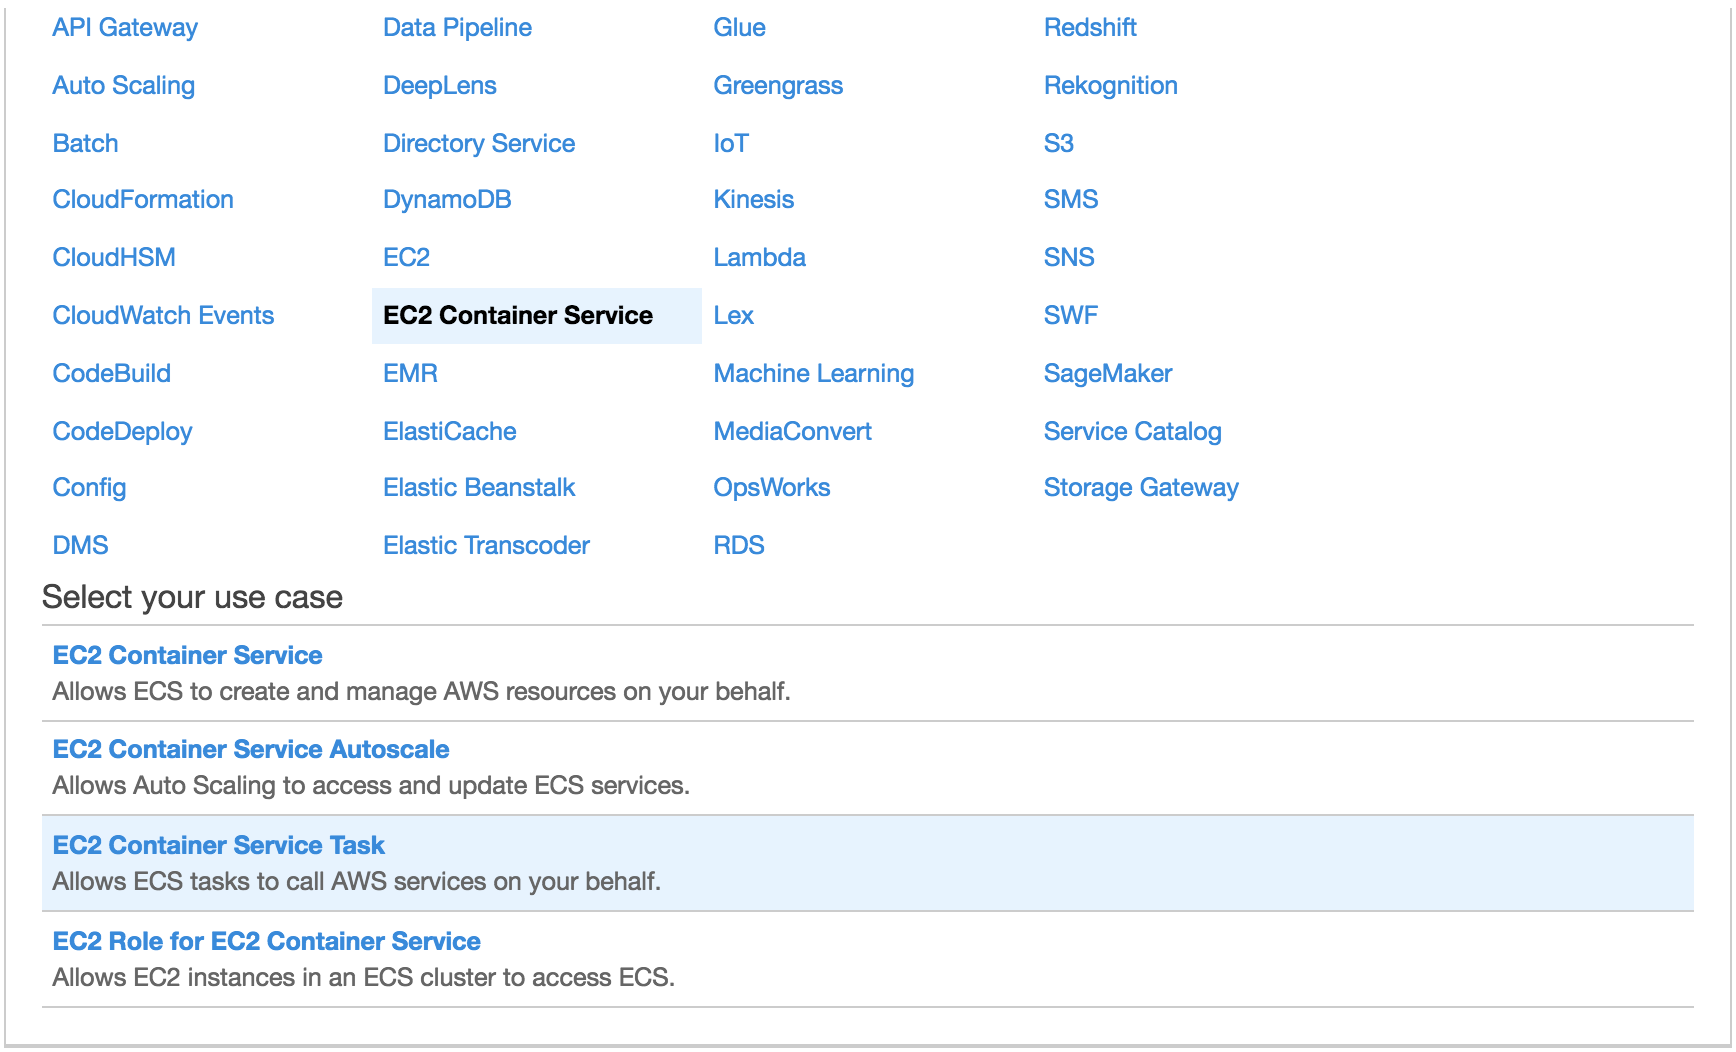 API Gateway Data Pipeline Glue Redshift
Auto Scaling DeepLens Greengrass Rekognition
Batch Directory Service IoT S3
CloudFormation DynamoDB Kinesis SMS
CloudHSM EC2 Lambda SNS
CloudWatch Events EC2 Container Service Lex SWF
CodeBuild EMR Machine Learning SageMaker
CodeDeploy ElastiCache MediaConvert Service Catalog
Config Elastic Beanstalk OpsWorks Storage Gateway
DMS Elastic Transcoder RDS
Select your use case
EC2 Container Service
Allows ECS to create and manage AWS resources on your behalf.
EC2 Container Service Autoscale
Allows Auto Scaling to access and update ECS services.
EC2 Container Service Task
Allows ECS tasks to call AWS services on your behalf.
EC2 Role for EC2 Container Service
Allows EC2 instances in an ECS cluster to access ECS.